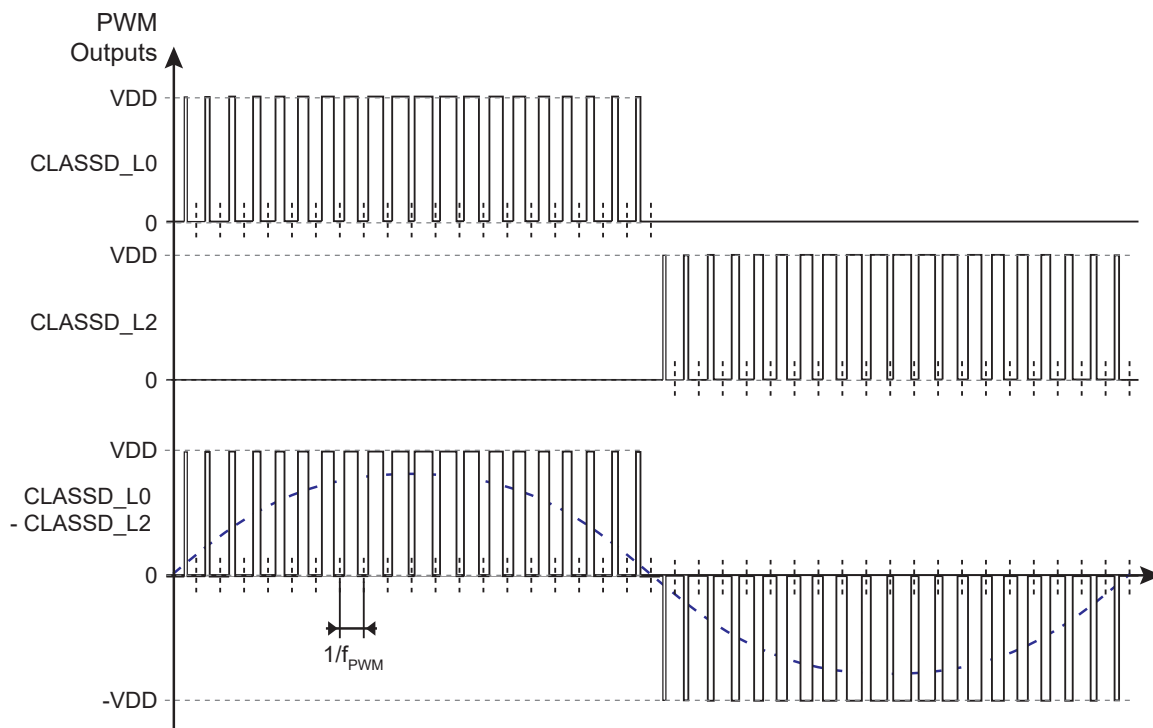 PWM
Outputs
VDD
CLASSD_L0
0
VDD
CLASSD_L2
0
VDD
CLASSD_L0
- CLASSD_L2
0
1/fPWM
-VDD